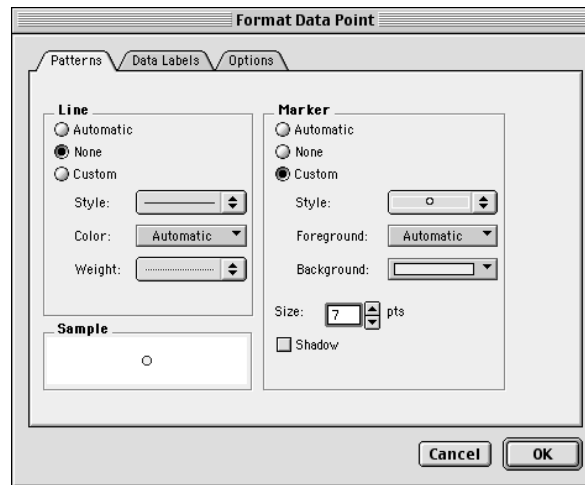 Format Data Point
Patterns Data Labels Options
Line
Automatic
None
Custom
Style:
Color: Automatic
Weight:
Sample
Marker
Automatic
None
Custom
Style:
Foreground: Automatic
Background:
Size: 7 pts
Shadow
Cancel OK